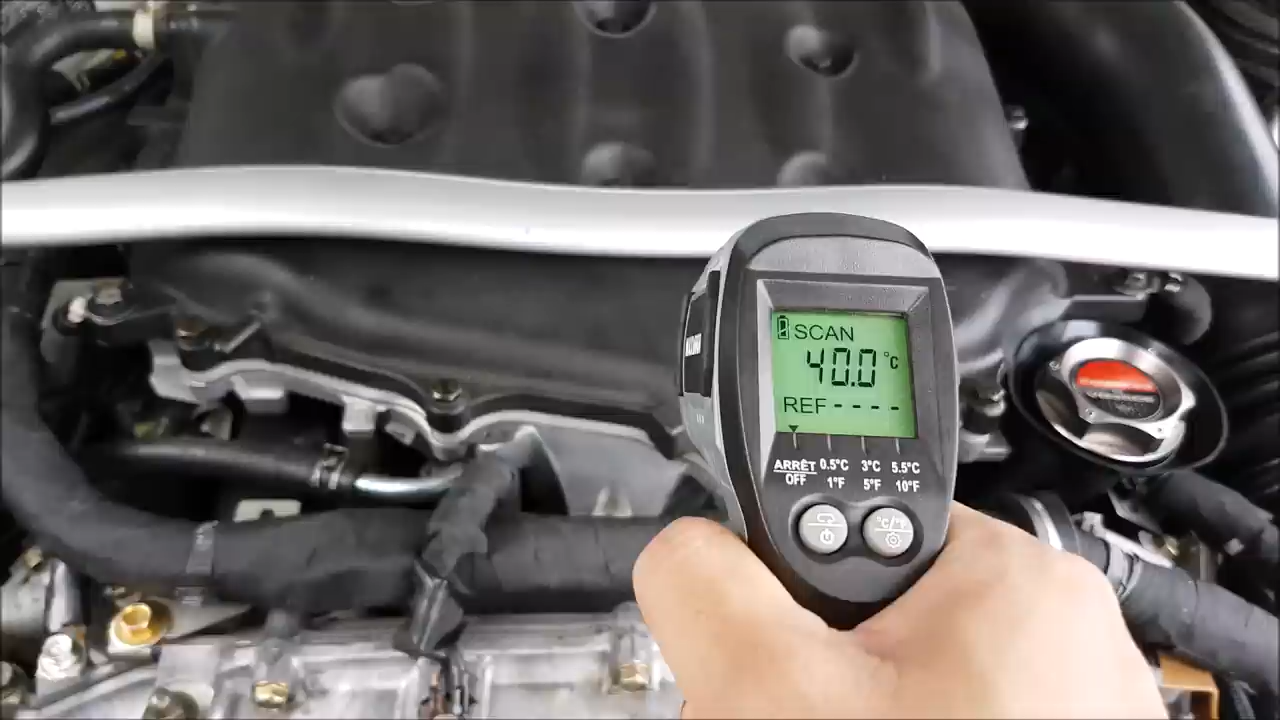 SCAN
40.0 °C
REF - - - -
ARRÊT 0.5°C 3°C 5.5°C
OFF 1°F 5°F 10°F
°C/°F